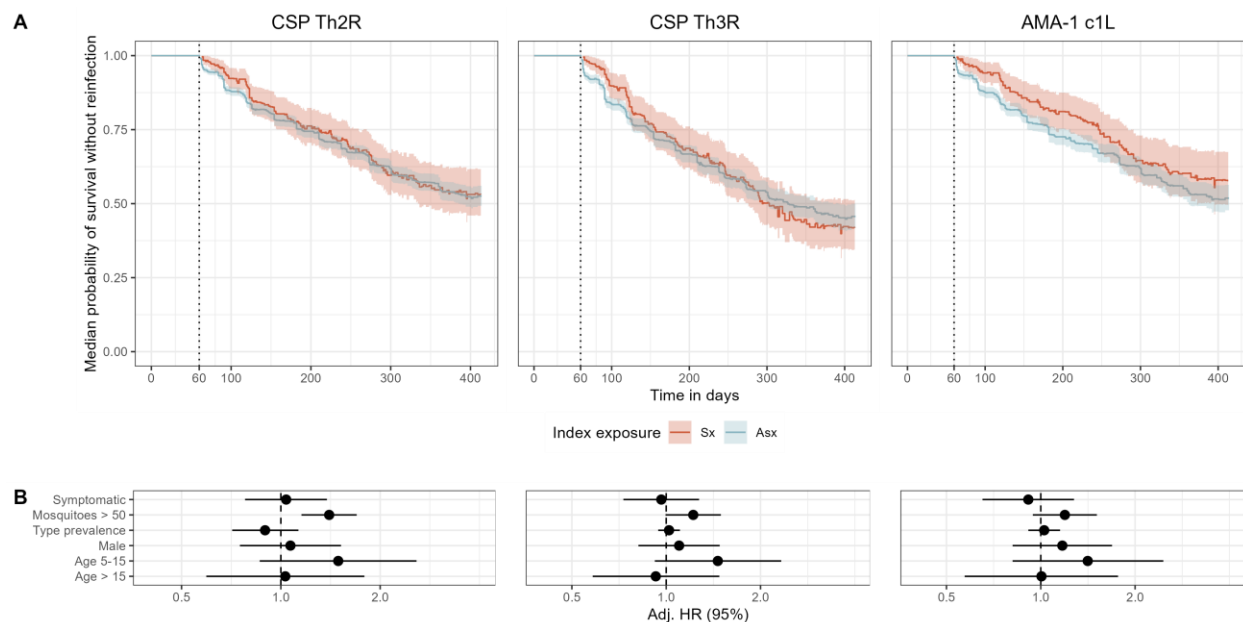 A
CSP Th2R
CSP Th3R
AMA-1 c1L
Median probability of survival without reinfection
1.00
0.75
0.50
0.25
0.00
0 60 100 200 300 400
0 60 100 200 300 400
0 60 100 200 300 400
Time in days
Index exposure Sx Asx
B
Symptomatic
Mosquitoes > 50
Type prevalence
Male
Age 5-15
Age > 15
0.5 1.0 2.0
0.5 1.0 2.0
0.5 1.0 2.0
Adj. HR (95%)